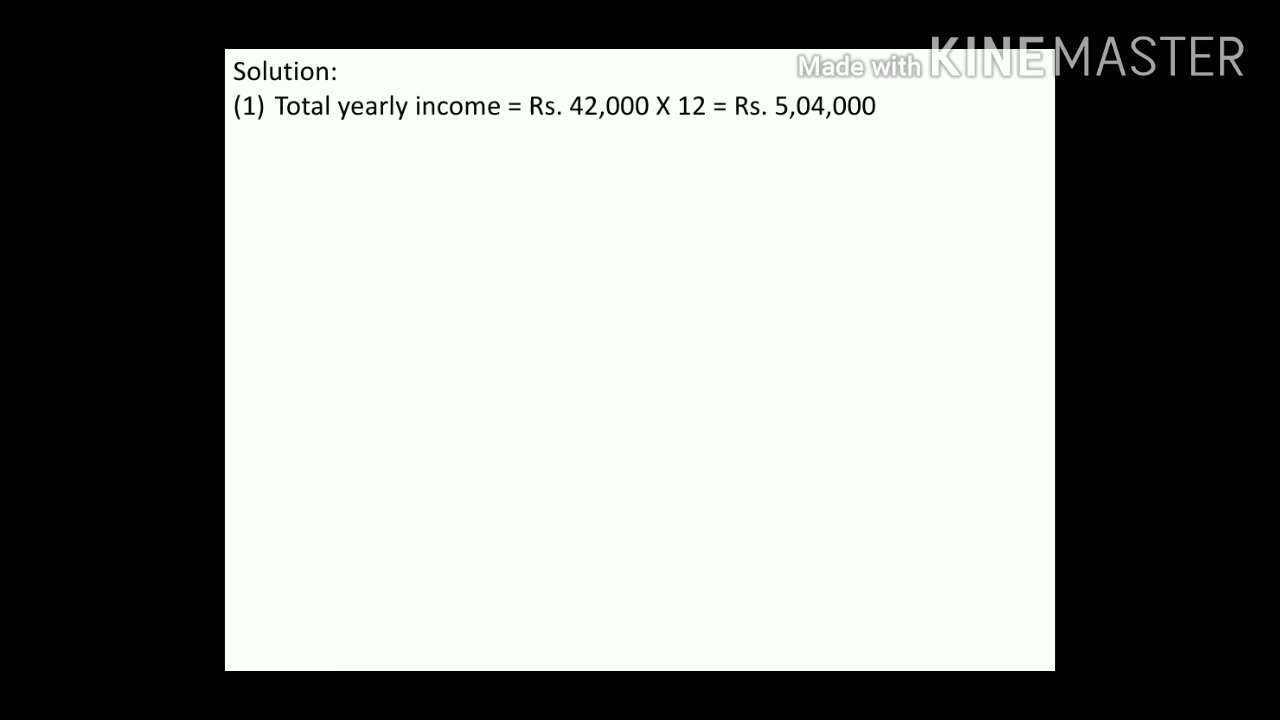 Made with KINEMASTER
Solution:
(1) Total yearly income = Rs. 42,000 X 12 = Rs. 5,04,000